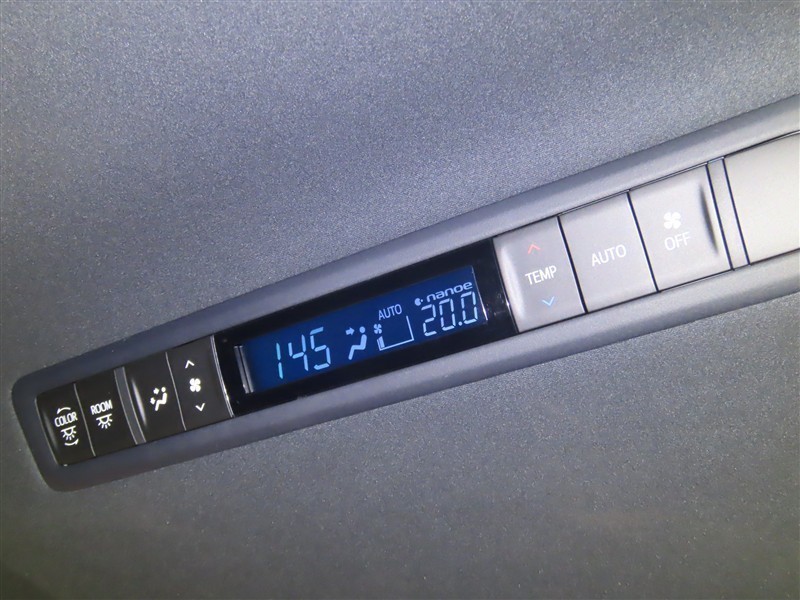 COLOR
ROOM
145
AUTO
nanoe
20.0
TEMP
AUTO
OFF